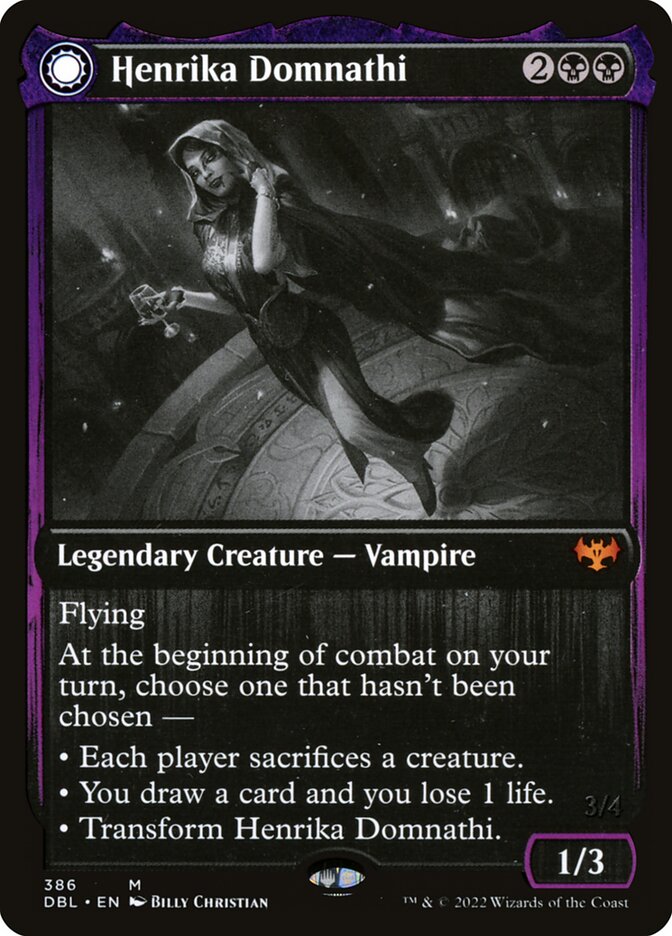 Henrika Domnathi 2
Legendary Creature — Vampire
Flying
At the beginning of combat on your
turn, choose one that hasn't been
chosen —
• Each player sacrifices a creature.
• You draw a card and you lose 1 life.
• Transform Henrika Domnathi.
3/4
1/3
386 M
DBL • EN Billy Christian
™ & © 2022 Wizards of the Coast